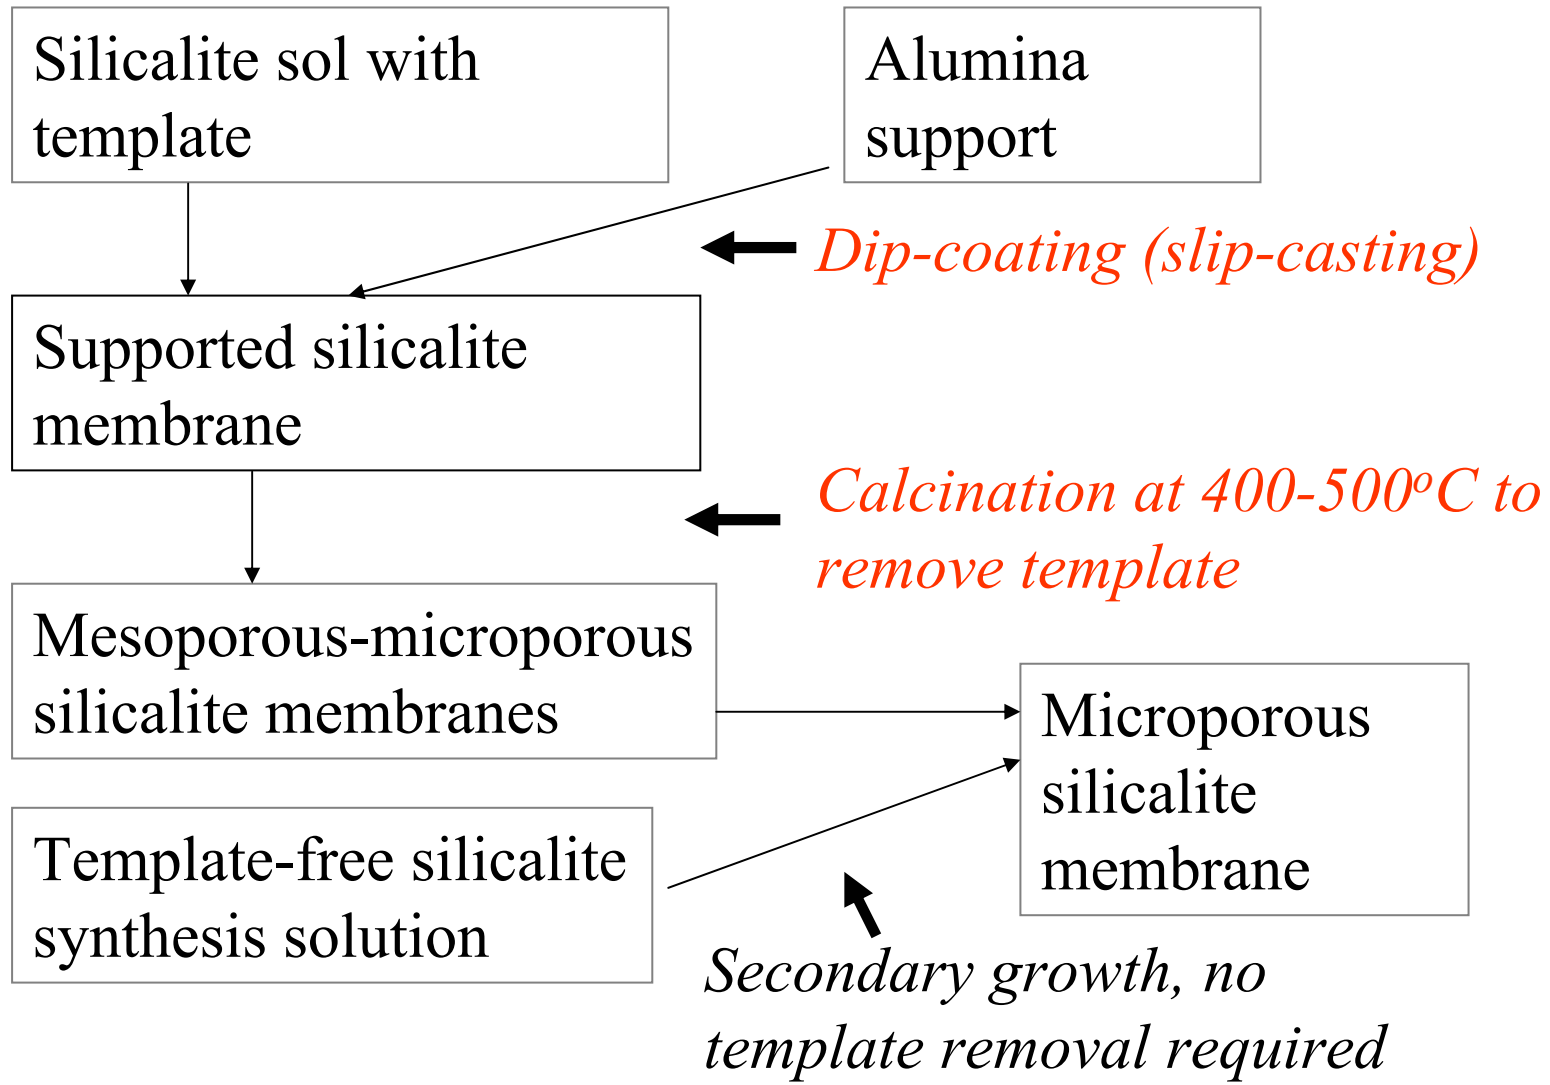 Silicalite sol with
template
Alumina
support
Dip-coating (slip-casting)
Supported silicalite
membrane
Calcination at 400-500ºC to
remove template
Mesoporous-microporous
silicalite membranes
Microporous
silicalite
membrane
Template-free silicalite
synthesis solution
Secondary growth, no
template removal required